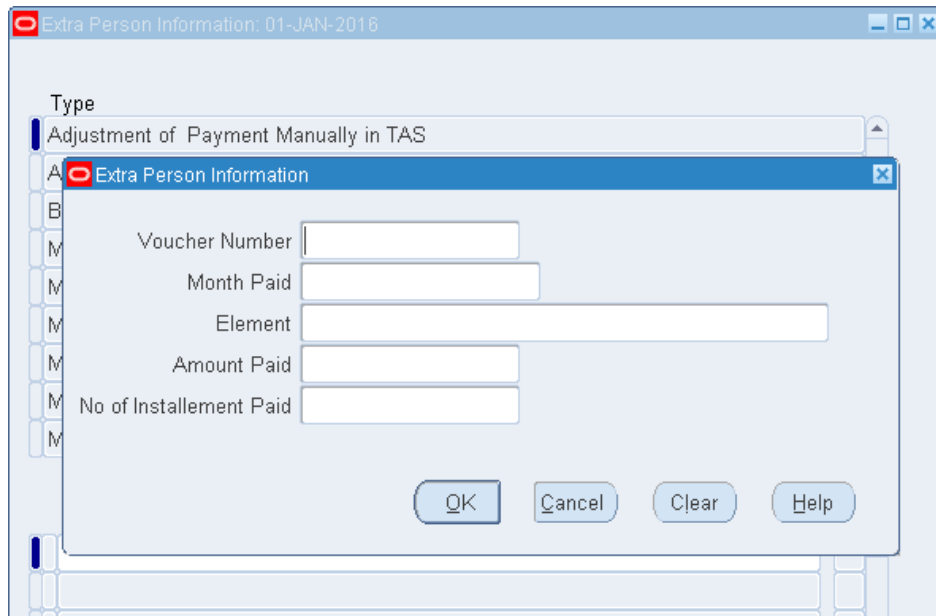 Extra Person Information: 01-JAN-2016
Type
Adjustment of Payment Manually in TAS
A
Extra Person Information
B
M
M
M
M
M
M
Voucher Number
Month Paid
Element
Amount Paid
No of Installement Paid
OK Cancel Clear Help